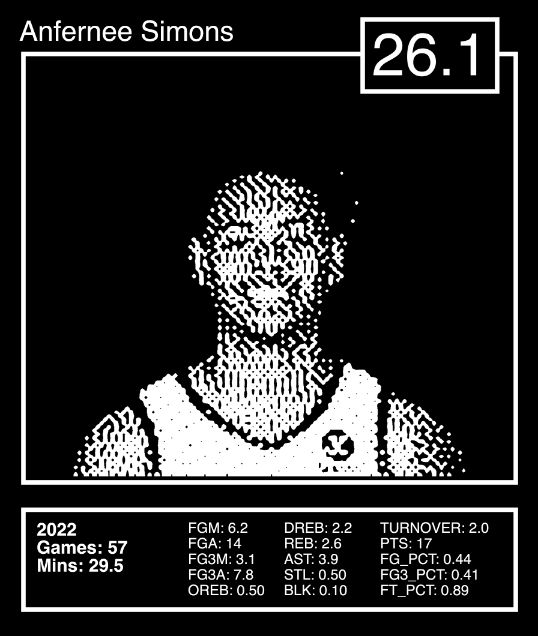 Anfernee Simons
26.1
2022
Games: 57
Mins: 29.5
FGM: 6.2
FGA: 14
FG3M: 3.1
FG3A: 7.8
OREB: 0.50
DREB: 2.2
REB: 2.6
AST: 3.9
STL: 0.50
BLK: 0.10
TURNOVER: 2.0
PTS: 17
FG_PCT: 0.44
FG3_PCT: 0.41
FT_PCT: 0.89